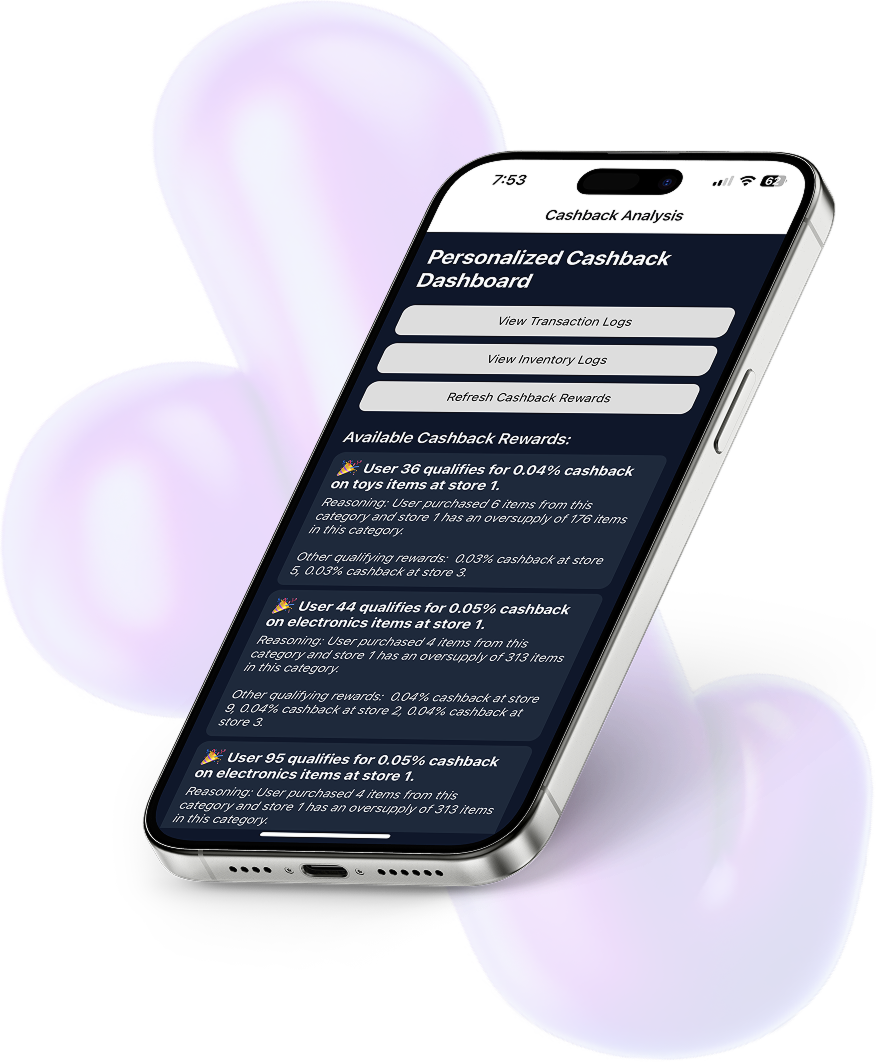 7:53
62
Cashback Analysis
Personalized Cashback
Dashboard
View Transaction Logs
View Inventory Logs
Refresh Cashback Rewards
Available Cashback Rewards:
🎉 User 36 qualifies for 0.04% cashback
on toys items at store 1.
Reasoning: User purchased 6 items from this
category and store 1 has an oversupply of 176 items
in this category.
Other qualifying rewards:  0.03% cashback at store
5, 0.03% cashback at store 3.
🎉 User 44 qualifies for 0.05% cashback
on electronics items at store 1.
Reasoning: User purchased 4 items from this
category and store 1 has an oversupply of 313 items
in this category.
Other qualifying rewards:  0.04% cashback at store
9, 0.04% cashback at store 2, 0.04% cashback at
store 3.
🎉 User 95 qualifies for 0.05% cashback
on electronics items at store 1.
Reasoning: User purchased 4 items from this
category and store 1 has an oversupply of 313 items
in this category.